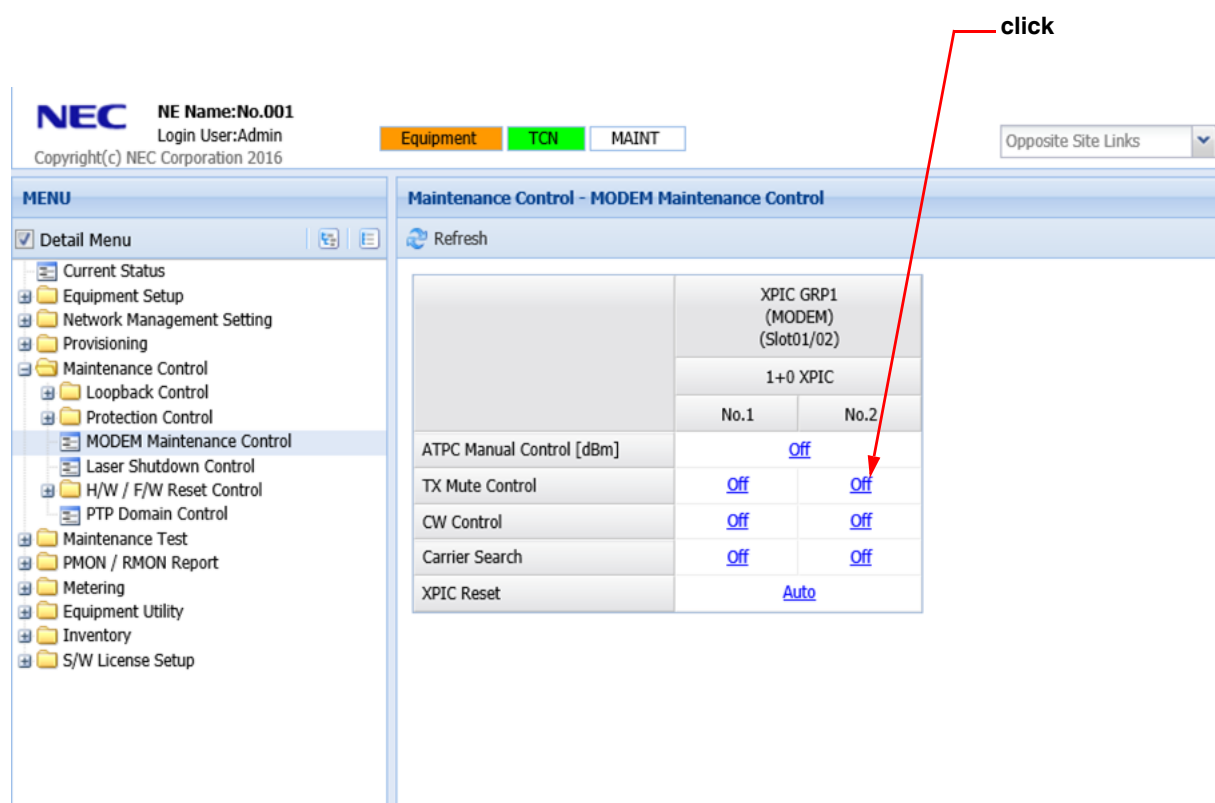 click
NEC
NE Name:No.001
Login User:Admin
Copyright(c) NEC Corporation 2016
Equipment
TCN
MAINT
Opposite Site Links
MENU
Detail Menu
Current Status
Equipment Setup
Network Management Setting
Provisioning
Maintenance Control
Loopback Control
Protection Control
MODEM Maintenance Control
Laser Shutdown Control
H/W / F/W Reset Control
PTP Domain Control
Maintenance Test
PMON / RMON Report
Metering
Equipment Utility
Inventory
S/W License Setup
Maintenance Control - MODEM Maintenance Control
Refresh
XPIC GRP1
(MODEM)
(Slot01/02)
1+0 XPIC
No.1 No.2
ATPC Manual Control [dBm] Off
TX Mute Control Off Off
CW Control Off Off
Carrier Search Off Off
XPIC Reset Auto